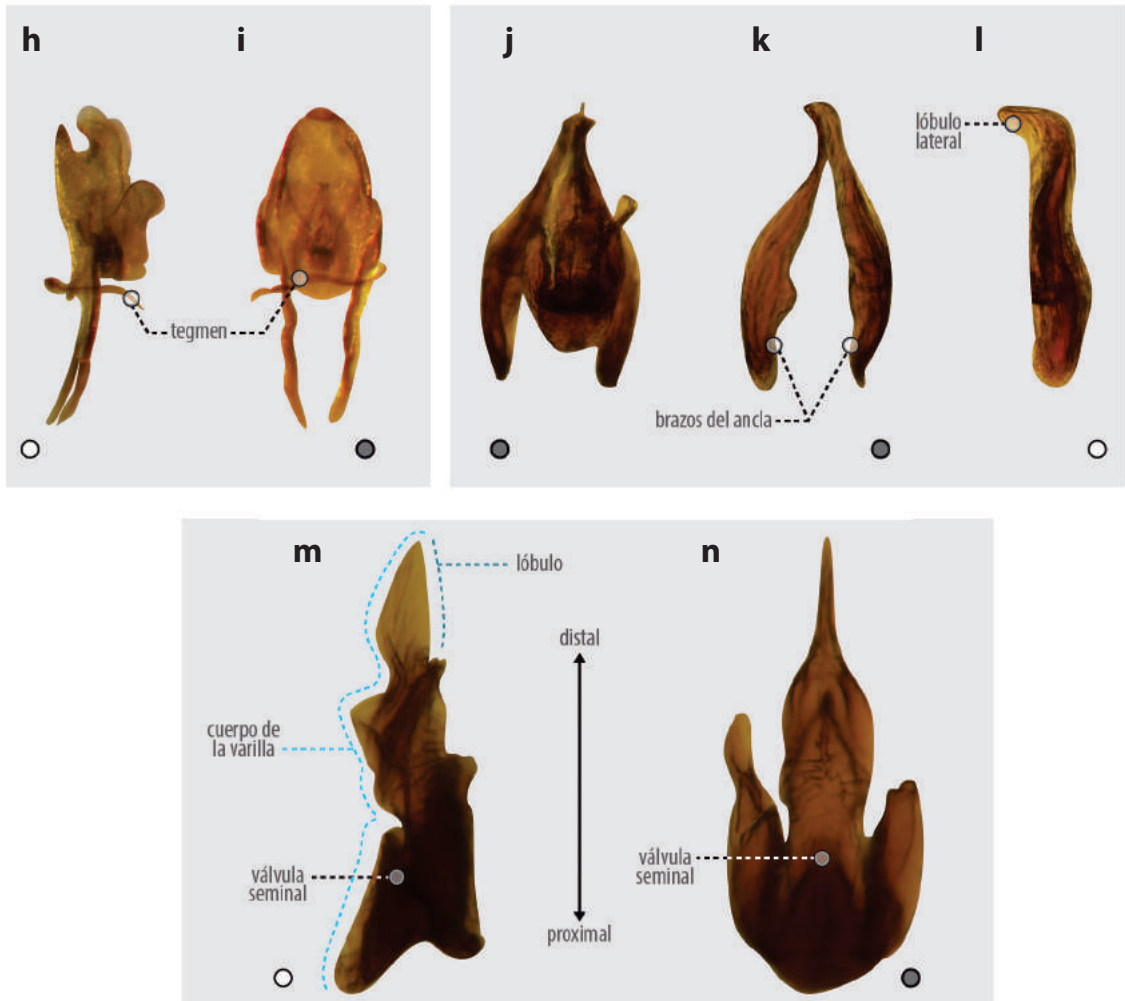 h
i
j
k
l
lóbulo
lateral
tegmen
brazos del ancla
m
n
lóbulo
distal
cuerpo de
la varilla
válvula
seminal
válvula
seminal
proximal